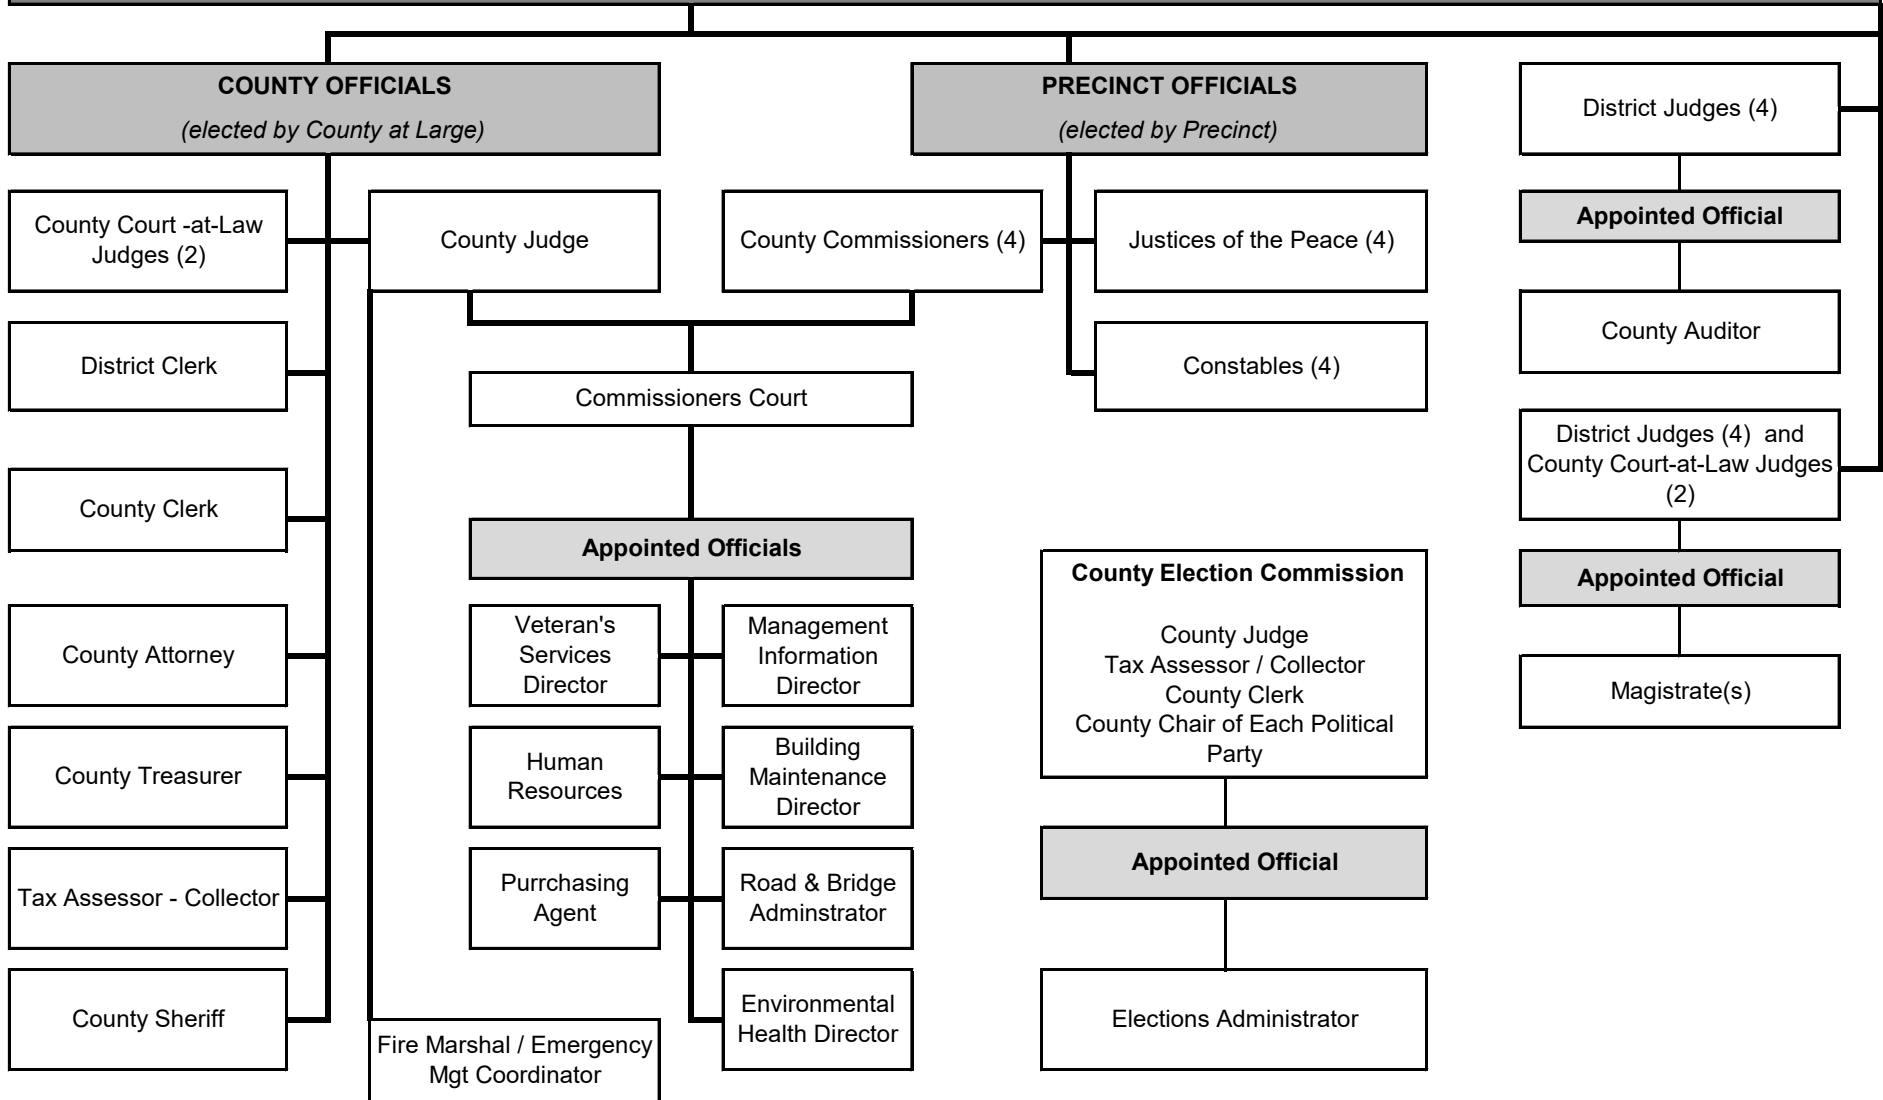 COUNTY OFFICIALS
(elected by County at Large)
PRECINCT OFFICIALS
(elected by Precinct)
District Judges (4)
County Court -at-Law
Judges (2)
County Judge
County Commissioners (4)
Justices of the Peace (4)
Appointed Official
County Auditor
District Clerk
Constables (4)
Commissioners Court
District Judges (4)  and
County Court-at-Law Judges
(2)
County Clerk
Appointed Officials
County Election Commission
County Judge
Tax Assessor / Collector
County Clerk
County Chair of Each Political
Party
Appointed Official
County Attorney
Veteran's
Services
Director
Management
Information
Director
Magistrate(s)
County Treasurer
Human
Resources
Building
Maintenance
Director
Appointed Official
Tax Assessor - Collector
Purrchasing
Agent
Road & Bridge
Adminstrator
County Sheriff
Environmental
Health Director
Elections Administrator
Fire Marshal / Emergency
Mgt Coordinator